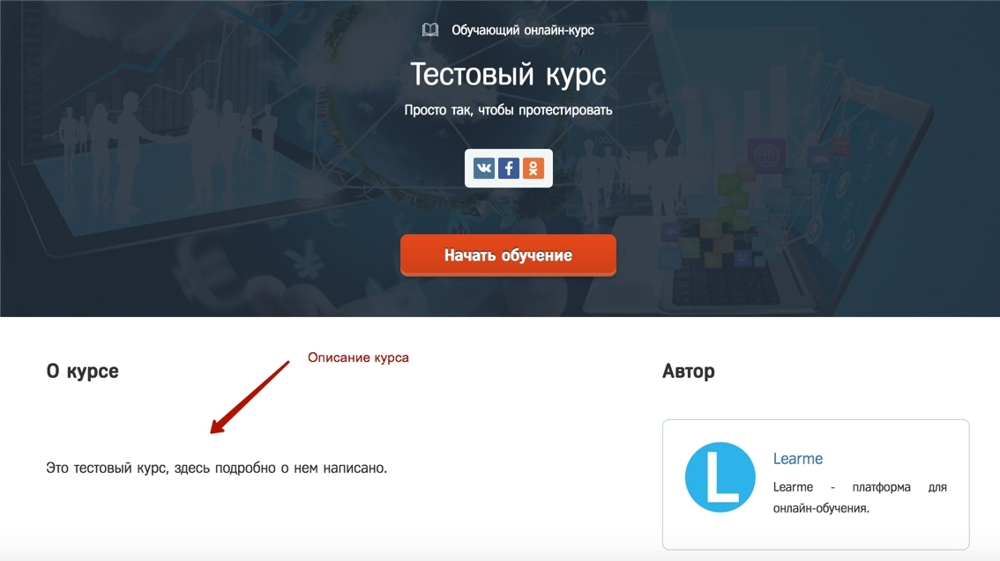 Обучающий онлайн-курс
Тестовый курс
Просто так, чтобы протестировать
Начать обучение
О курсе
Описание курса
Это тестовый курс, здесь подробно о нем написано.
Автор
L
Learme
Learme - платформа для
онлайн-обучения.